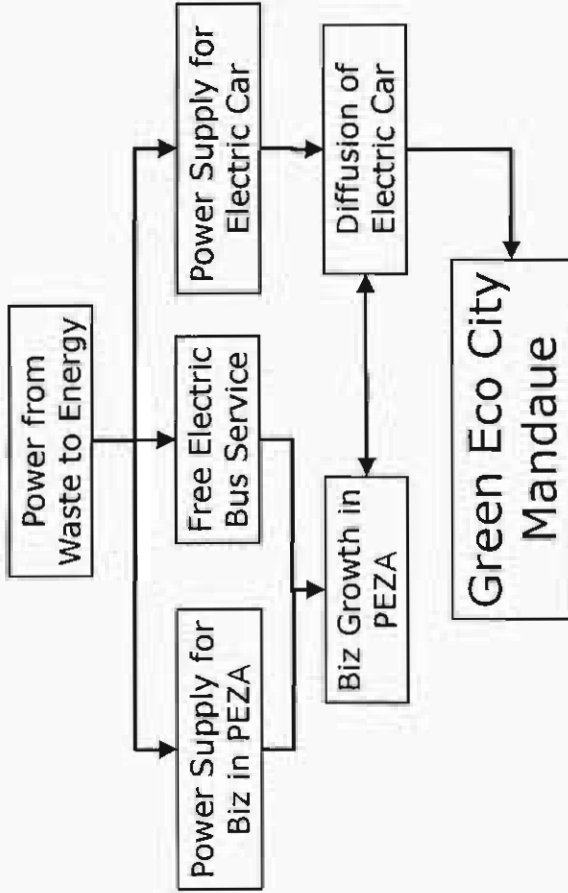 Power from
Waste to Energy
Power Supply for
Biz in PEZA
Free Electric
Bus Service
Power Supply for
Electric Car
Biz Growth in
PEZA
Diffusion of
Electric Car
Green Eco City
Mandaue